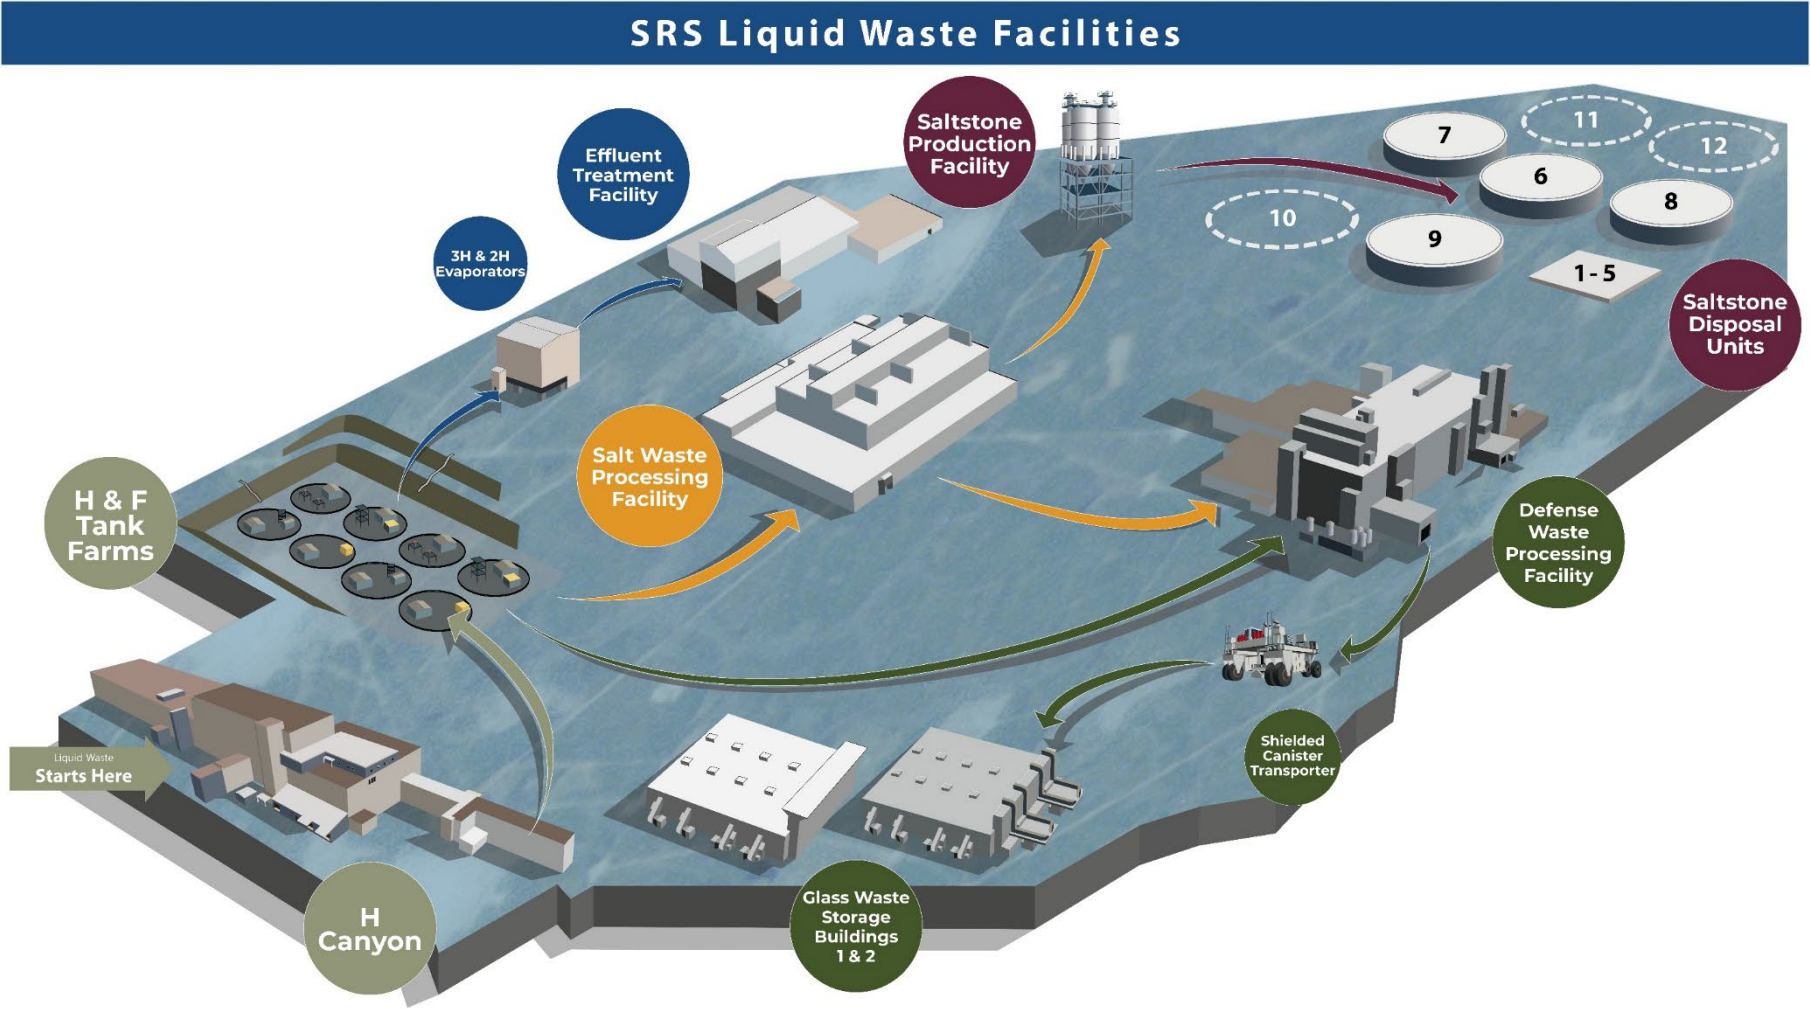 SRS Liquid Waste Facilities
Saltstone
Production
Facility
Effluent
Treatment
Facility
3H & 2H
Evaporators
7
11
12
6
8
10
9
1 - 5
Saltstone
Disposal
Units
Salt Waste
Processing
Facility
H & F
Tank
Farms
Defense
Waste
Processing
Facility
Liquid Waste
Starts Here
Shielded
Canister
Transporter
H
Canyon
Glass Waste
Storage
Buildings
1 & 2